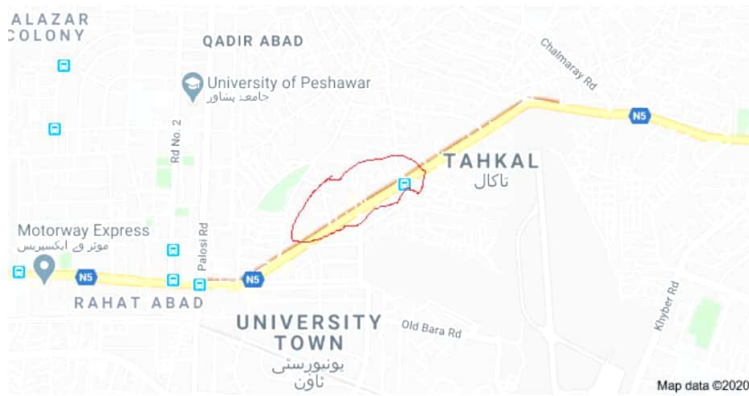 ALAZAR
COLONY
QADIR ABAD
Chalmaray Rd
University of Peshawar
جامعۂ پشاور
N5
Rd No. 2
TAHKAL
تاکال
Palosi Rd
Motorway Express
موٹر وے ایکسپریس
N5
N5
RAHAT ABAD
UNIVERSITY
TOWN
یونیورسٹی
ٹاؤن
Old Bara Rd
Khyber Rd
Map data ©2020